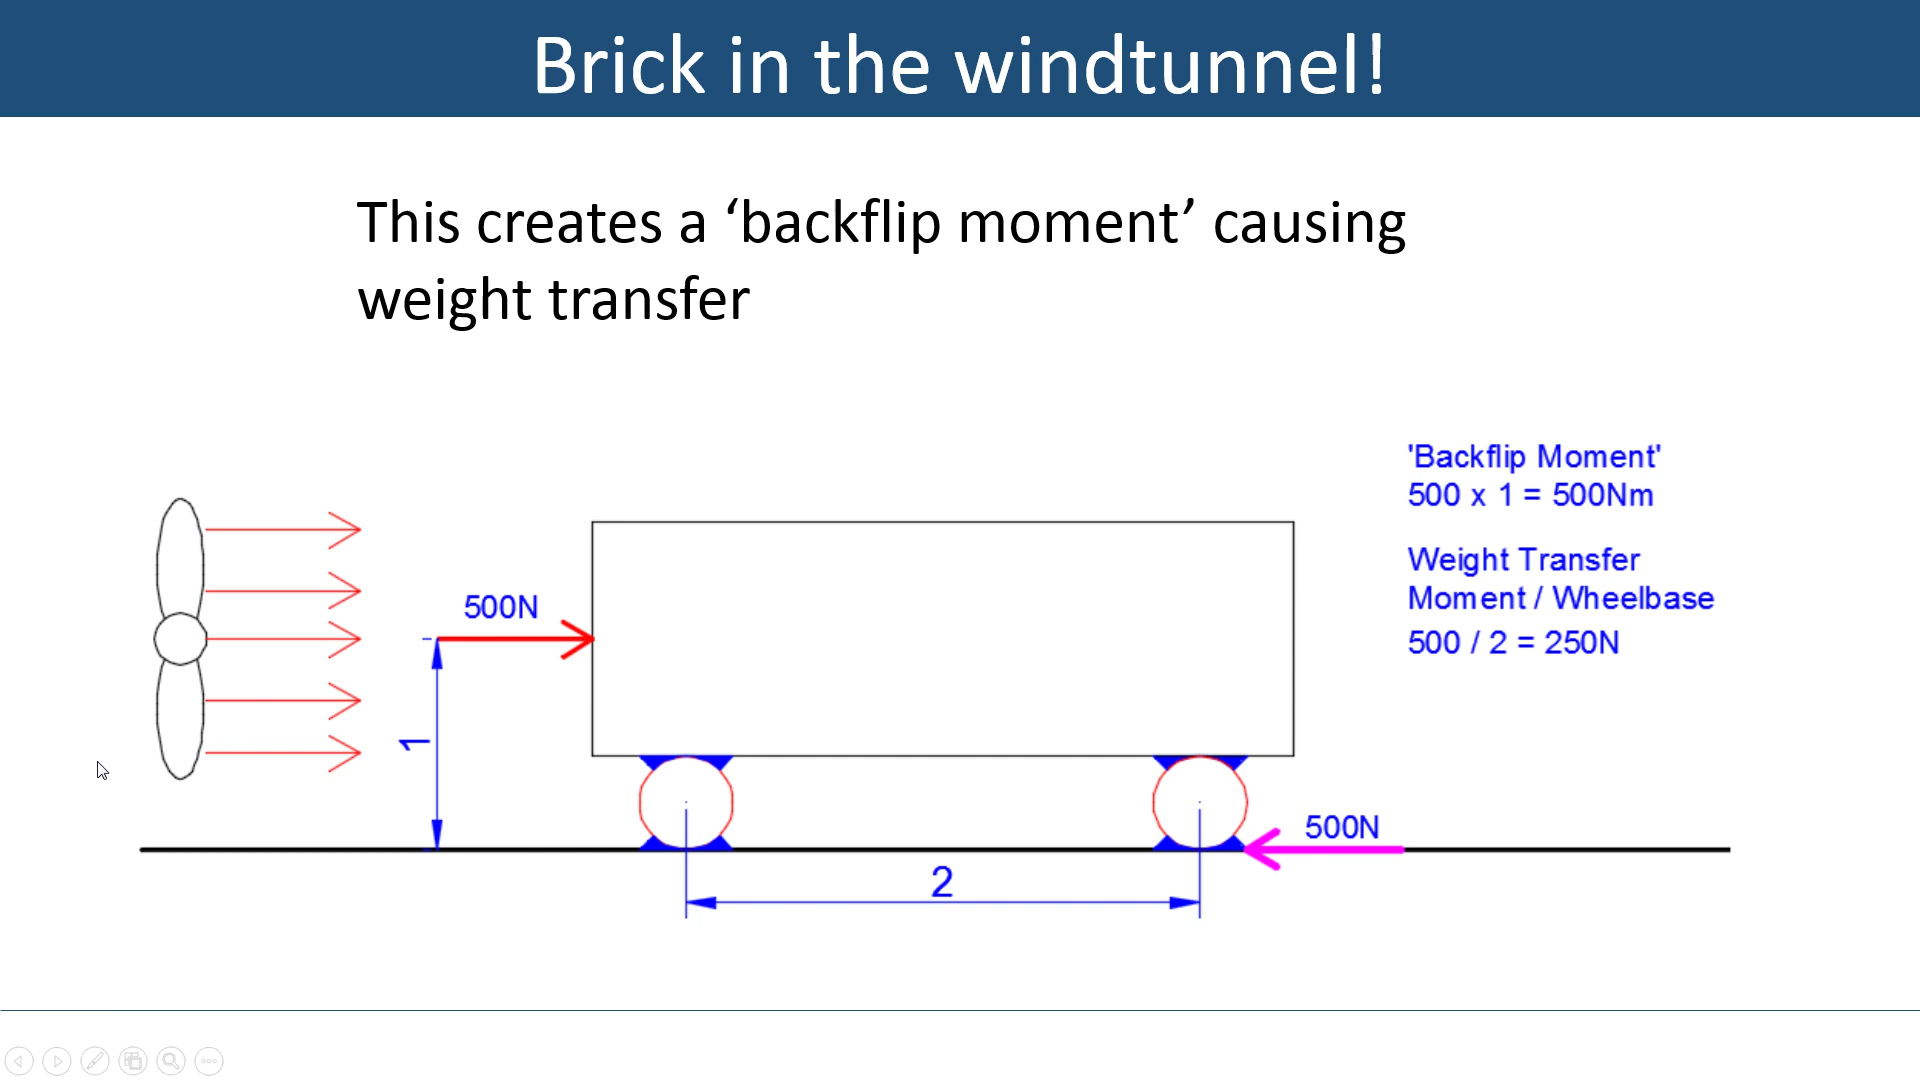 Brick in the windtunnel!
This creates a ‘backflip moment’ causing
weight transfer
'Backflip Moment'
500 x 1 = 500Nm
Weight Transfer
Moment / Wheelbase
500 / 2 = 250N
500N
1
500N
2